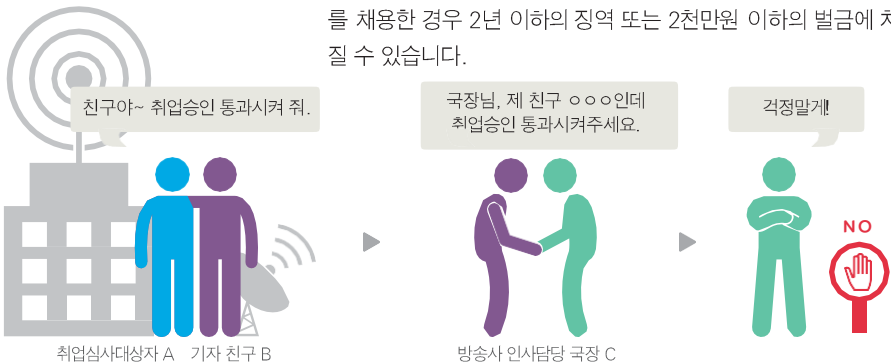 를 채용한 경우 2년 이하의 징역 또는 2천만원 이하의 벌금에
질 수 있습니다.
친구야~ 취업승인 통과시켜 줘.
국장님, 제 친구 ㅇㅇㅇ인데
취업승인 통과시켜주세요.
걱정말게!
NO
취업심사대상자 A 기자 친구 B
방송사 인사담당 국장 C